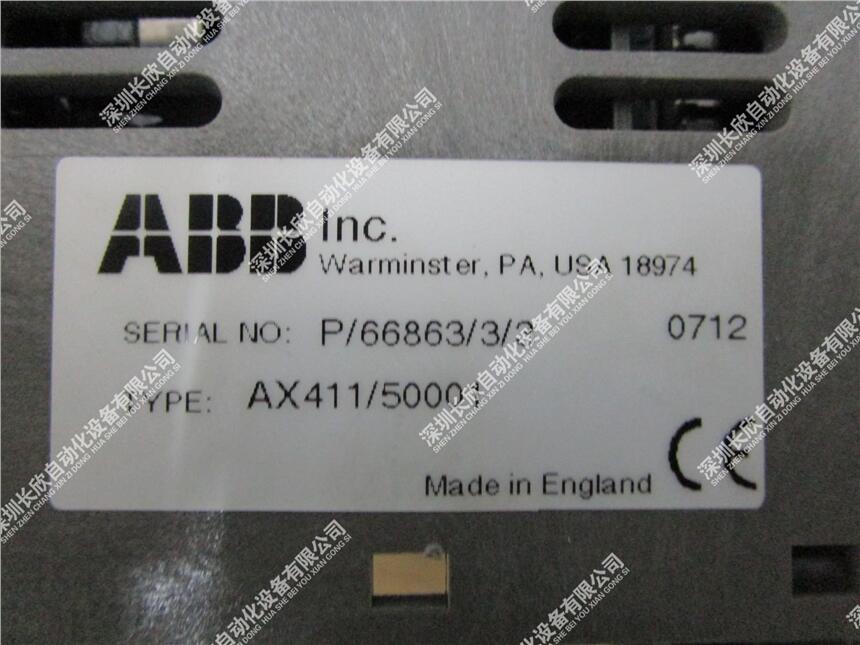 ABB Inc.
Warminster, PA, USA 18974
SERIAL NO: P/66863/3/2 0712
TYPE: AX411/50001
Made in England CE
深圳长欣自动化设备有限公司
SHEN ZHEN CHANG XIN ZI DONG HUA SHE BEI YOU XIAN GONG SI